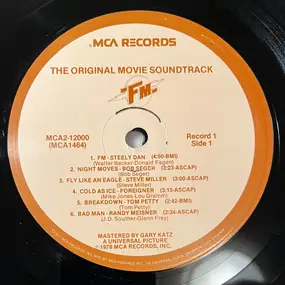 MCA RECORDS
THE ORIGINAL MOVIE SOUNDTRACK
"FM"
MCA2-12000
(MCA1464)
Record 1
Side 1
1. FM - STEELY DAN (4:50-BMI)
(Walter Becker-Donald Fagen)
2. NIGHT MOVES - BOB SEGER (3:23-ASCAP)
(Bob Seger)
3. FLY LIKE AN EAGLE - STEVE MILLER (3:00-ASCAP)
(Steve Miller)
4. COLD AS ICE - FOREIGNER (3:15-ASCAP)
(Mike Jones-Lou Gramm)
5. BREAKDOWN - TOM PETTY (2:42-BMI)
(Tom Petty)
6. BAD MAN - RANDY MEISNER (2:34-ASCAP)
(J.D. Souther-Glenn Frey)
MASTERED BY GARY KATZ
A UNIVERSAL PICTURE
℗1978 MCA RECORDS, INC.